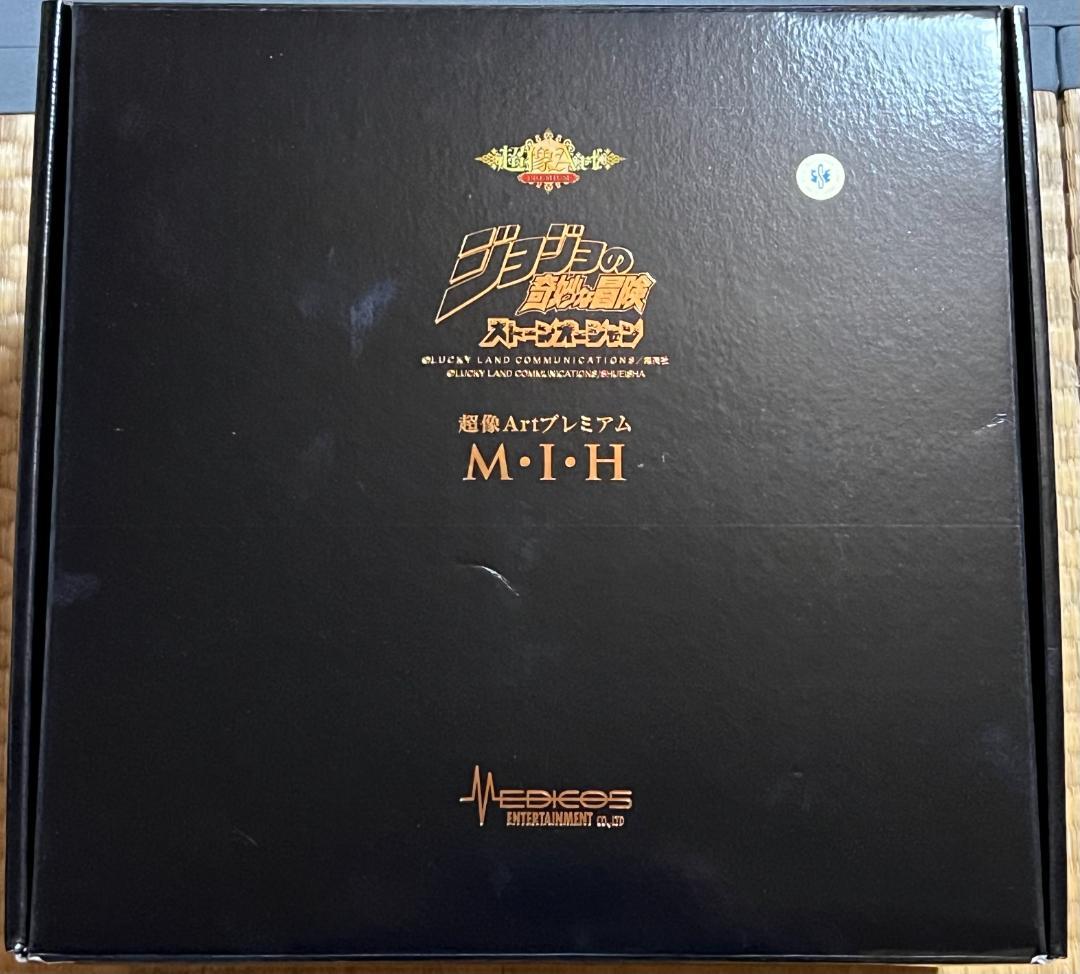 超像Art
PREMIUM
ジョジョの
奇妙な冒険
ストーンオーシャン
©LUCKY LAND COMMUNICATIONS/集英社
©LUCKY LAND COMMUNICATIONS/SHUEISHA
超像Artプレミアム
M・I・H
MEDICOS
ENTERTAINMENT CO.,LTD